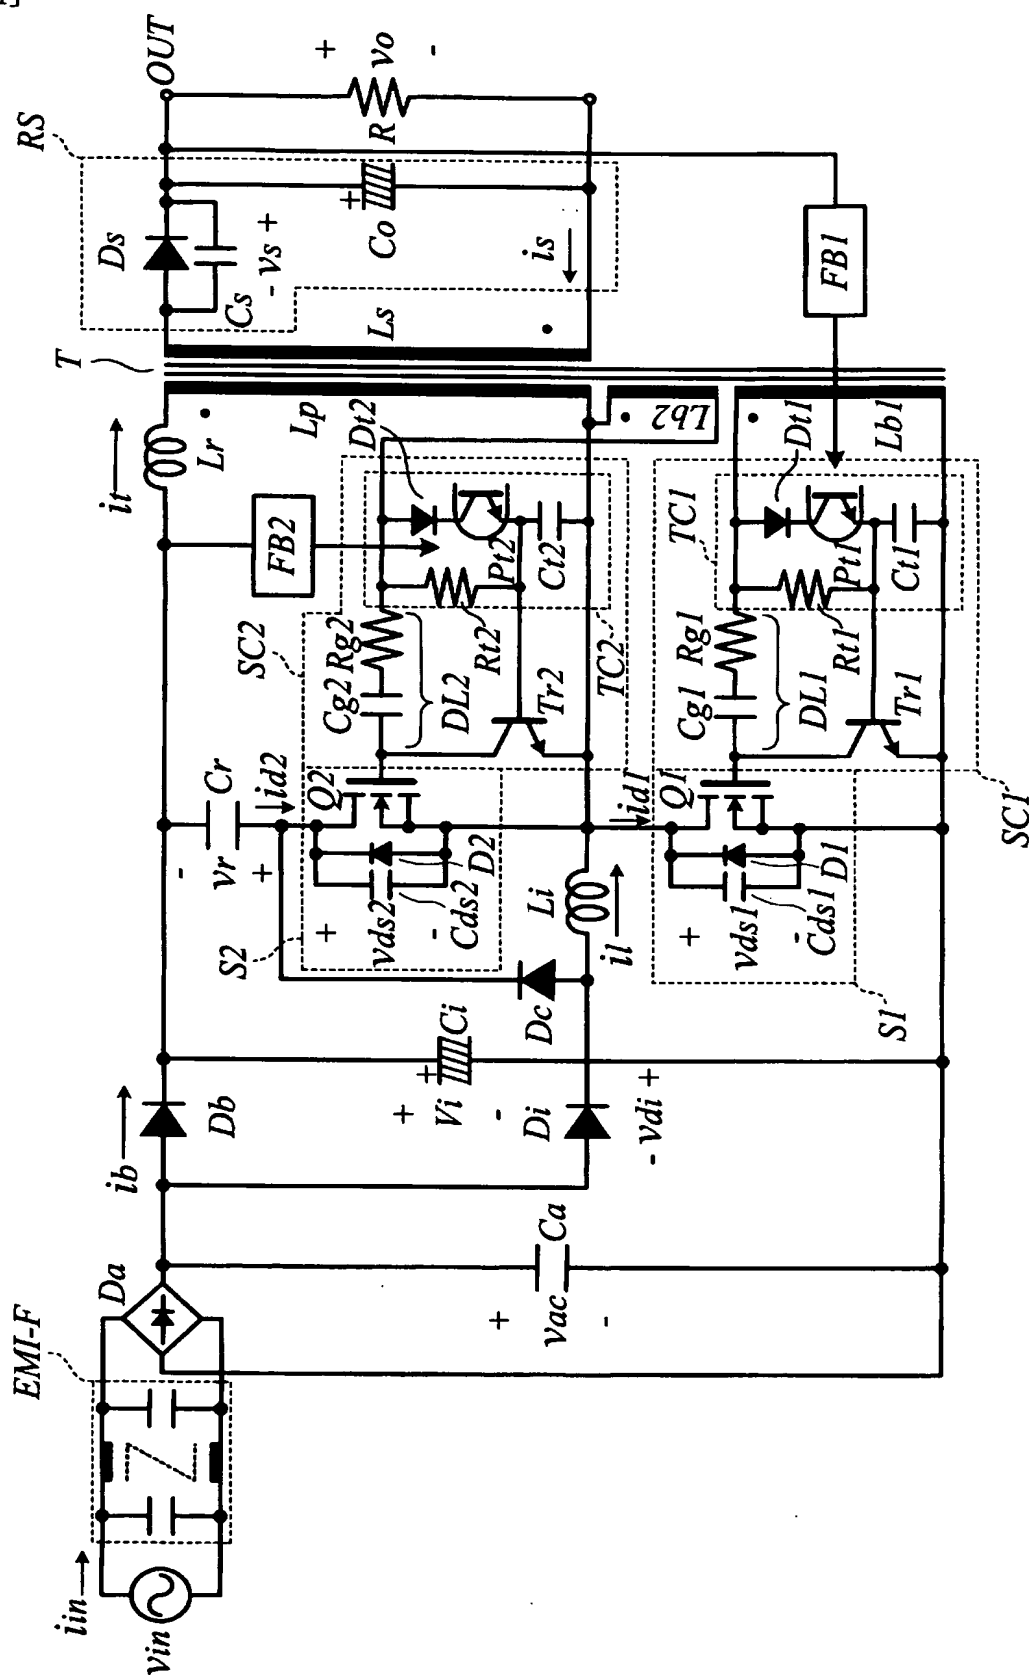 iin
vin
EMI-F
Da
ib
Db
+
vac
-
Ca
+
Vi
-
+
Ci
Di
- vdi +
Dc
Li
il
-
vr
+
Cr
id2
S2
+
vds2
-
Cds2
D2
Q2
SC2
Cg2
Rg2
DL2
Tr2
TC2
Rt2
Pt2
Ct2
Dt2
FB2
it
Lr
T
Lp
Lb2
id1
S1
+
vds1
-
Cds1
D1
Q1
SC1
Cg1
Rg1
DL1
Tr1
TC1
Rt1
Pt1
Ct1
Dt1
Lb1
FB1
Ls
Cs
- vs +
Ds
RS
is
Co
+
R
+
vo
-
OUT